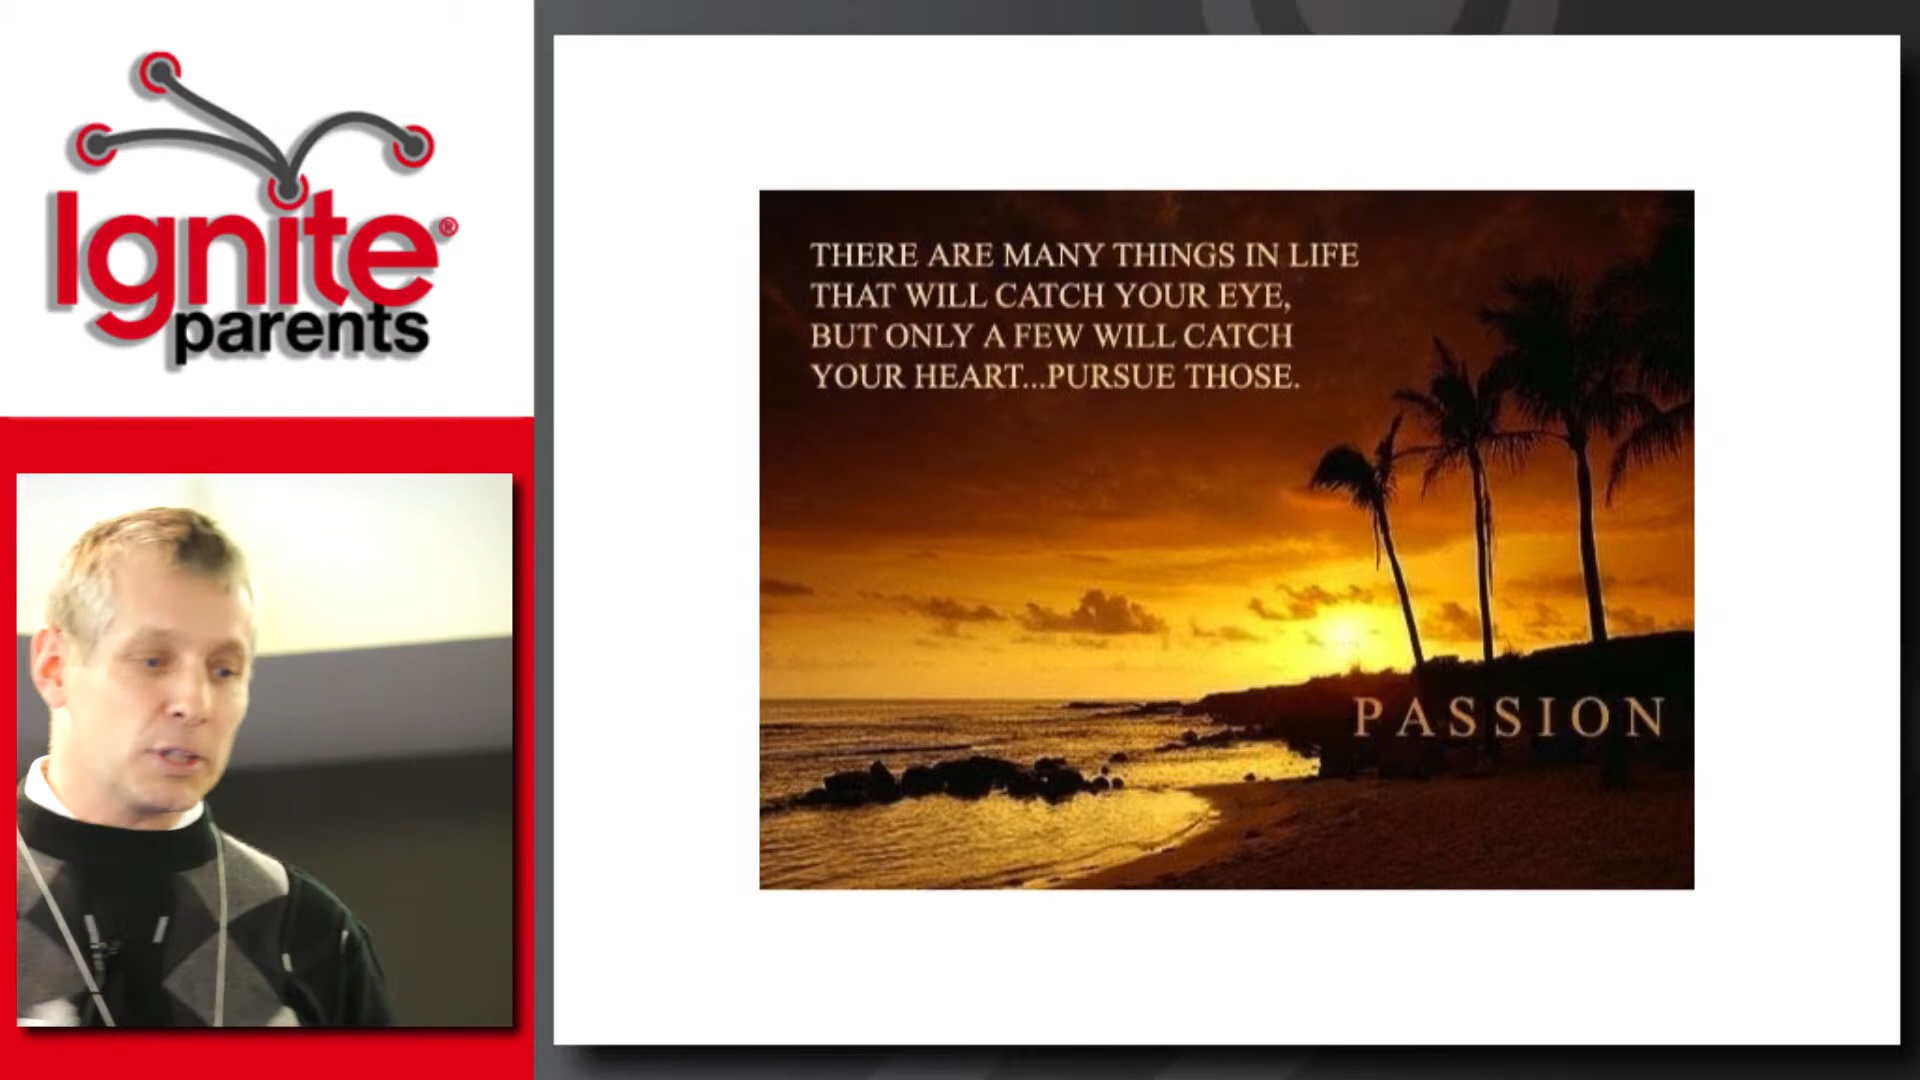 Ignite®
parents
THERE ARE MANY THINGS IN LIFE
THAT WILL CATCH YOUR EYE,
BUT ONLY A FEW WILL CATCH
YOUR HEART...PURSUE THOSE.
PASSION